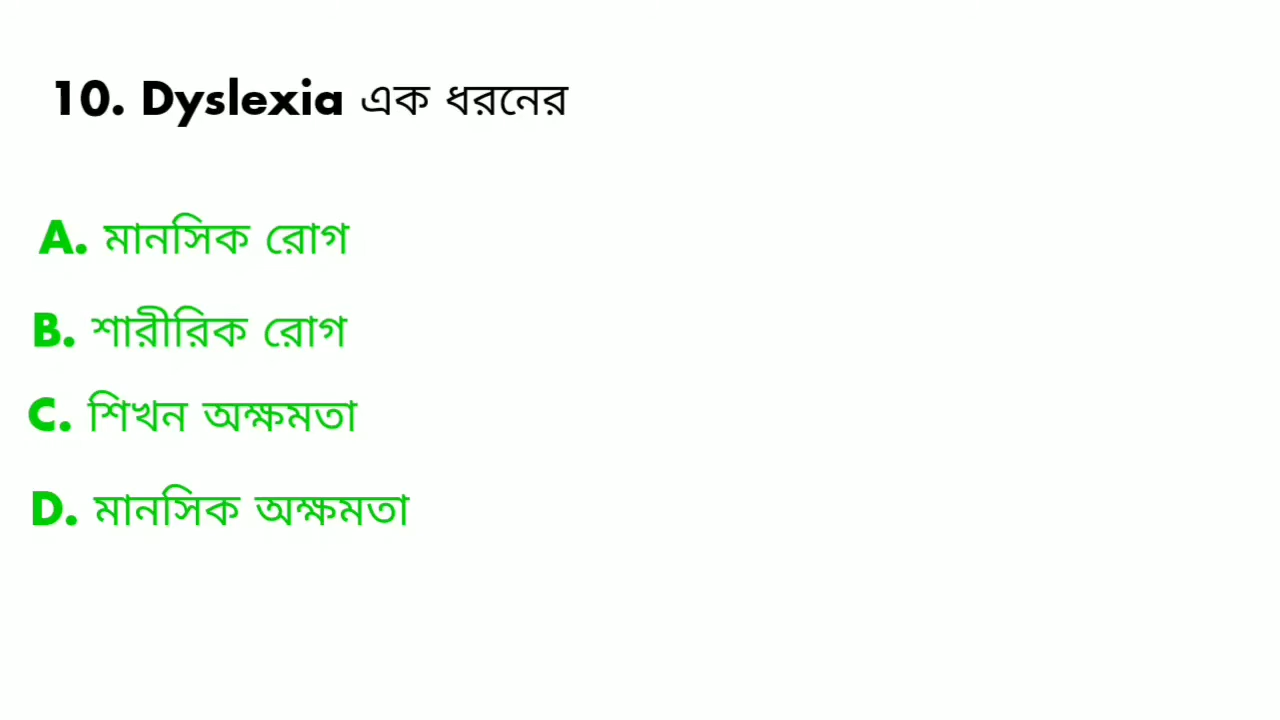 10. Dyslexia এক ধরনের
A. মানসিক রোগ
B. শারীরিক রোগ
C. শিখন অক্ষমতা
D. মানসিক অক্ষমতা